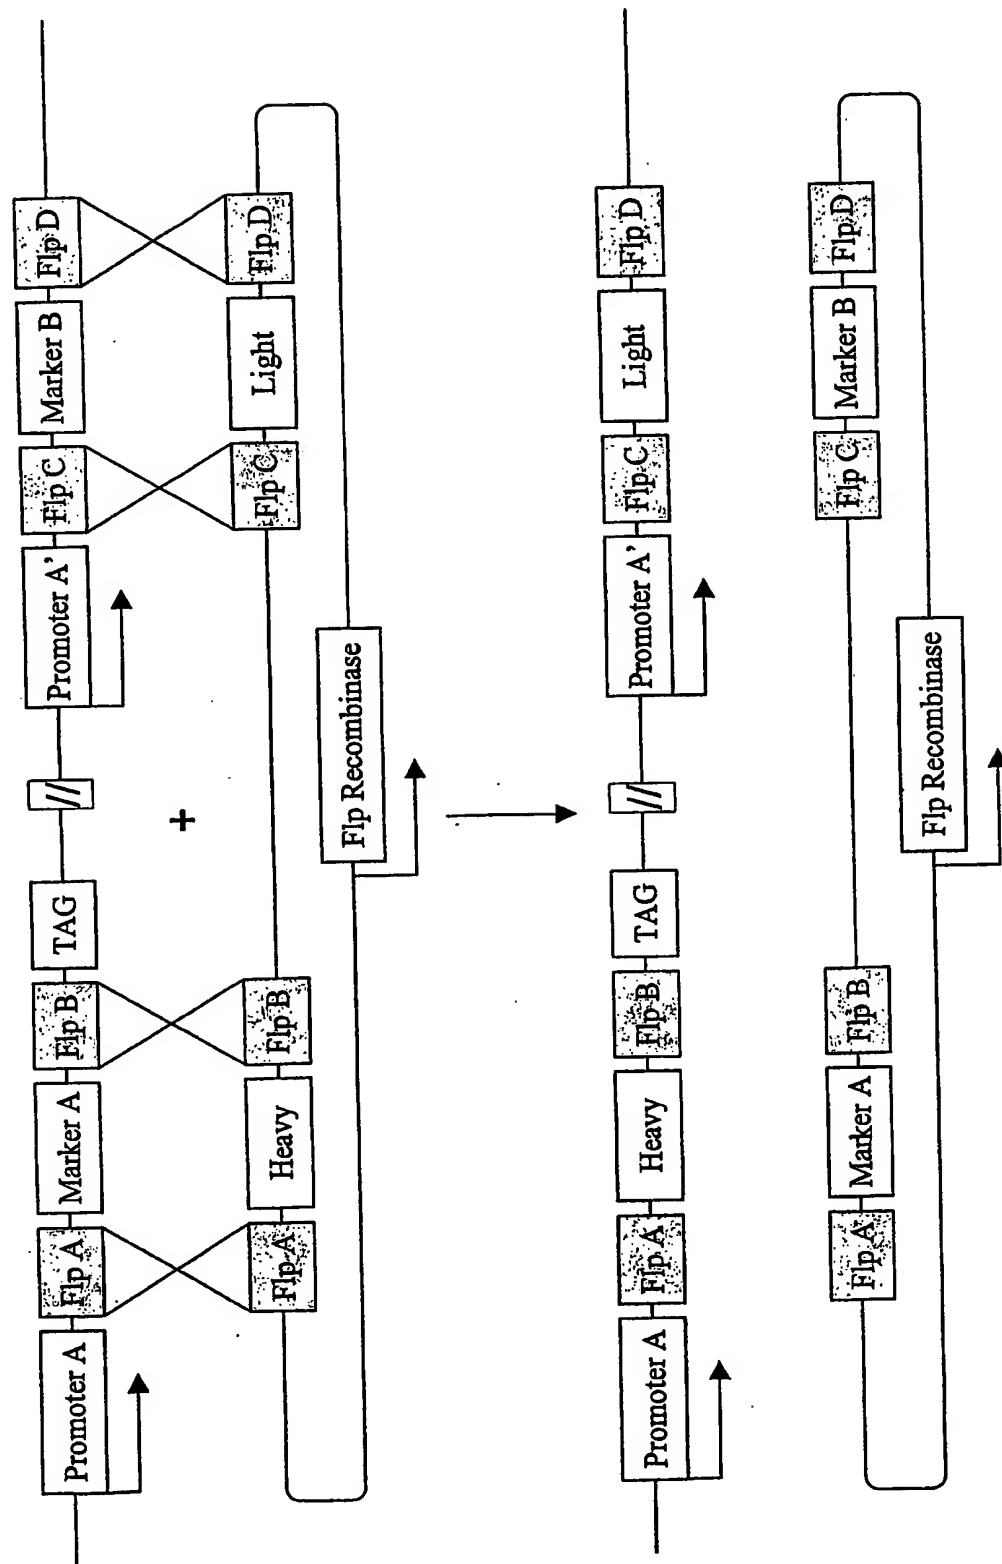 Promoter A
Flp A
Marker A
Flp B
TAG
//
Promoter A'
Flp C
Marker B
Flp D
+
Flp A
Heavy
Flp B
Flp C
Light
Flp D
Flp Recombinase
Promoter A
Flp A
Heavy
Flp B
TAG
//
Promoter A'
Flp C
Light
Flp D
Flp A
Marker A
Flp B
Flp C
Marker B
Flp D
Flp Recombinase